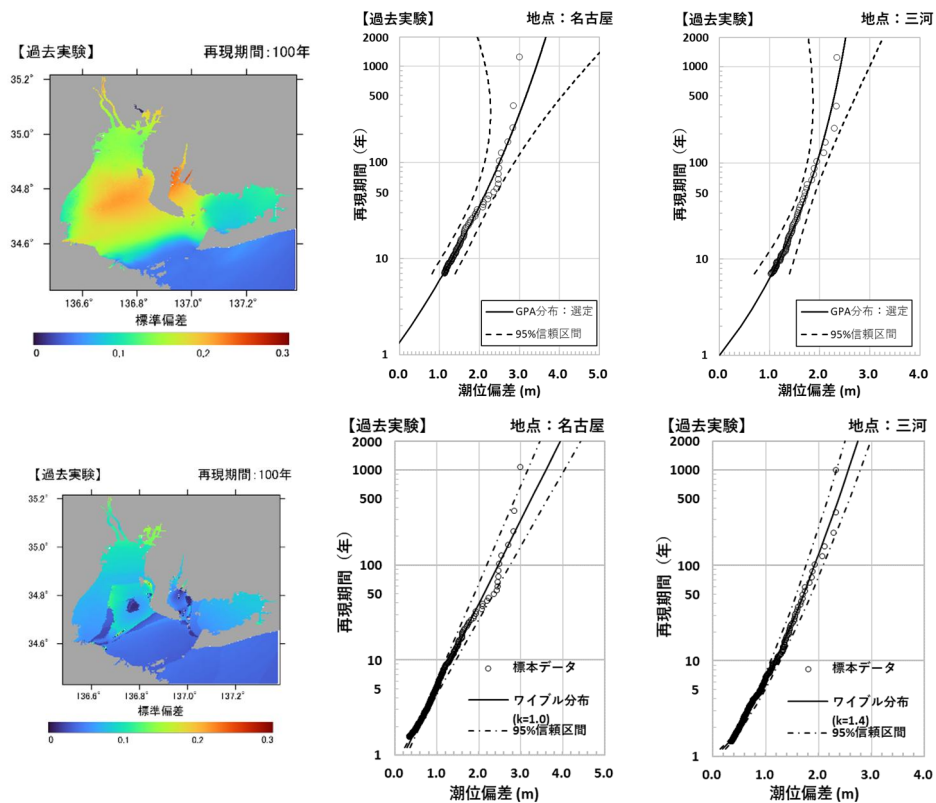 【過去実験】 再現期間:100年
35.2°
35.0°
34.8°
34.6°
136.6° 136.8° 137.0° 137.2°
標準偏差
0 0.1 0.2 0.3
【過去実験】 地点：名古屋
再現期間（年）
2000
1000
500
100
50
10
5
1
GPA分布：選定
95%信頼区間
0.0 1.0 2.0 3.0 4.0 5.0
潮位偏差 (m)
【過去実験】 地点：三河
再現期間（年）
2000
1000
500
100
50
10
5
1
GPA分布：選定
95%信頼区間
0.0 1.0 2.0 3.0 4.0
潮位偏差 (m)
【過去実験】 再現期間:100年
35.2°
35.0°
34.8°
34.6°
136.6° 136.8° 137.0° 137.2°
標準偏差
0 0.1 0.2 0.3
【過去実験】 地点：名古屋
再現期間（年）
2000
1000
500
100
50
10
5
1
標本データ
ワイブル分布
(k=1.0)
95%信頼区間
0.0 1.0 2.0 3.0 4.0 5.0
潮位偏差 (m)
【過去実験】 地点：三河
再現期間（年）
2000
1000
500
100
50
10
5
1
標本データ
ワイブル分布
(k=1.4)
95%信頼区間
0.0 1.0 2.0 3.0 4.0
潮位偏差 (m)